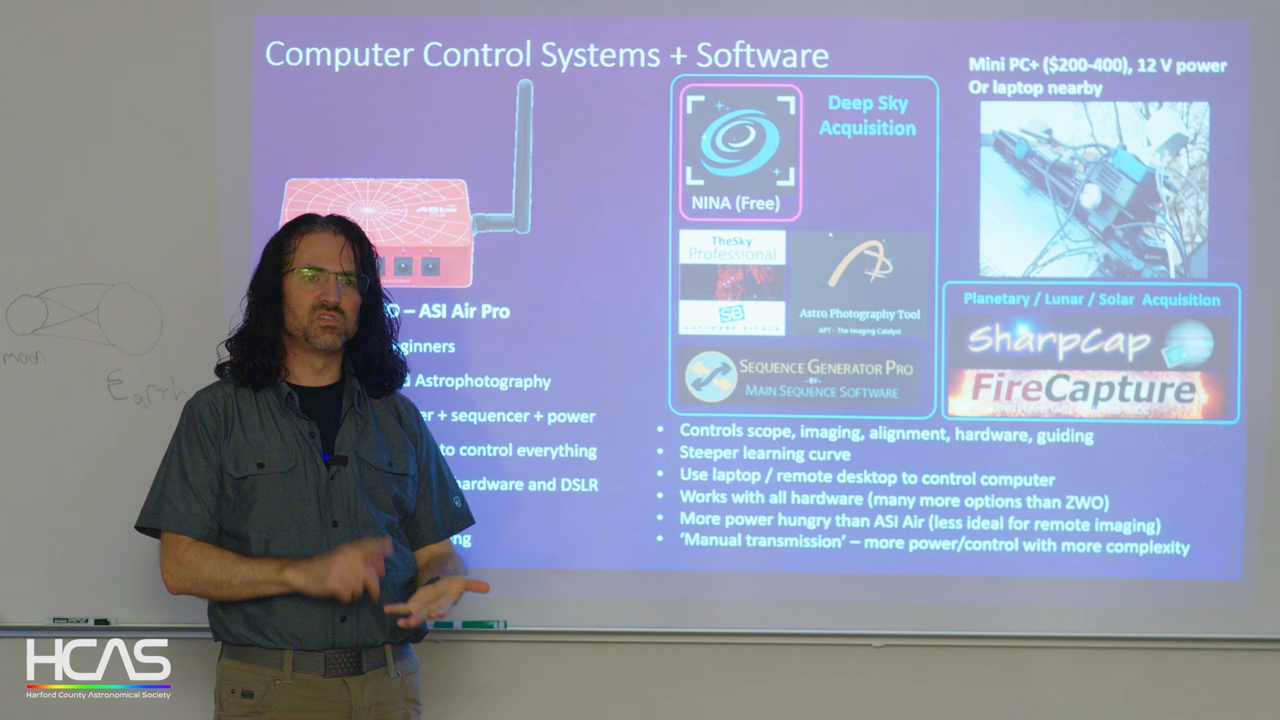 Computer Control Systems + Software
ASI
– ASI Air Pro
ginners
Astrophotography
+ sequencer + power
to control everything
hardware and DSLR
Deep Sky
Acquisition
NINA (Free)
TheSky
Professional
SB
Astro Photography Tool
APT - The Imaging Catalyst
SEQUENCE GENERATOR PRO
- BY -
MAIN SEQUENCE SOFTWARE
Mini PC+ ($200-400), 12 V power
Or laptop nearby
Planetary / Lunar / Solar Acquisition
SharpCap
FireCapture
• Controls scope, imaging, alignment, hardware, guiding
• Steeper learning curve
• Use laptop / remote desktop to control computer
• Works with all hardware (many more options than ZWO)
• More power hungry than ASI Air (less ideal for remote imaging)
• ‘Manual transmission’ – more power/control with more complexity
Moon
Earth
HCAS
Harford County Astronomical Society